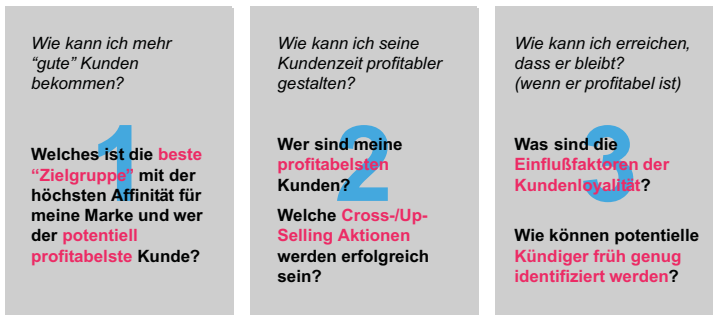 Wie kann ich mehr
“gute” Kunden
bekommen?
1
Welches ist die beste
“Zielgruppe” mit der
höchsten Affinität für
meine Marke und wer
der potentiell
profitabelste Kunde?
Wie kann ich seine
Kundenzeit profitabler
gestalten?
2
Wer sind meine
profitabelsten
Kunden?
Welche Cross-/Up-
Selling Aktionen
werden erfolgreich
sein?
Wie kann ich erreichen,
dass er bleibt?
(wenn er profitabel ist)
3
Was sind die
Einflußfaktoren der
Kundenloyalität?
Wie können potentielle
Kündiger früh genug
identifiziert werden?